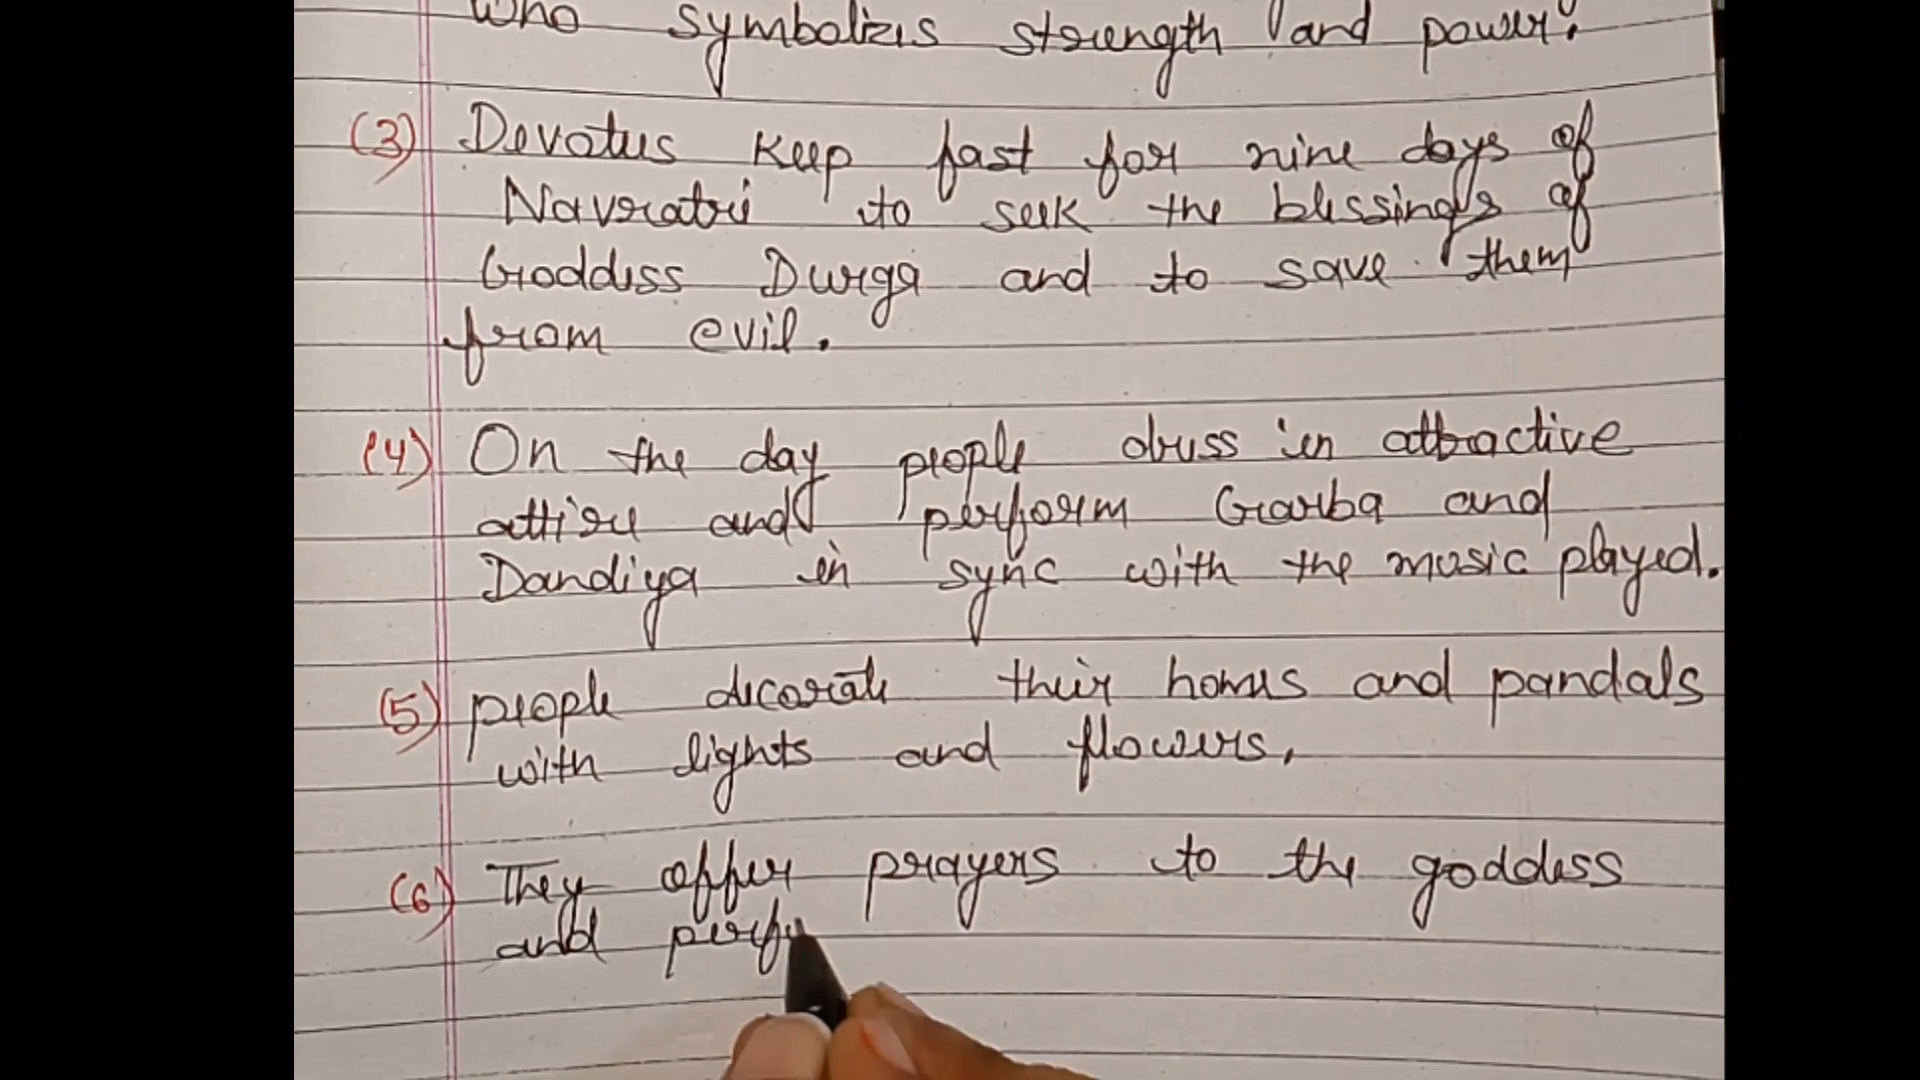 who symbolizes strength and power.
(3) Devotees keep fast for nine days of
Navratri to seek the blessings of
Goddess Durga and to save them
from evil.
(4) On the day people dress in attractive
attire and perform Garba and
Dandiya in sync with the music played.
(5) people decorate their homes and pandals
with lights and flowers.
(6) They offer prayers to the goddess
and perfo